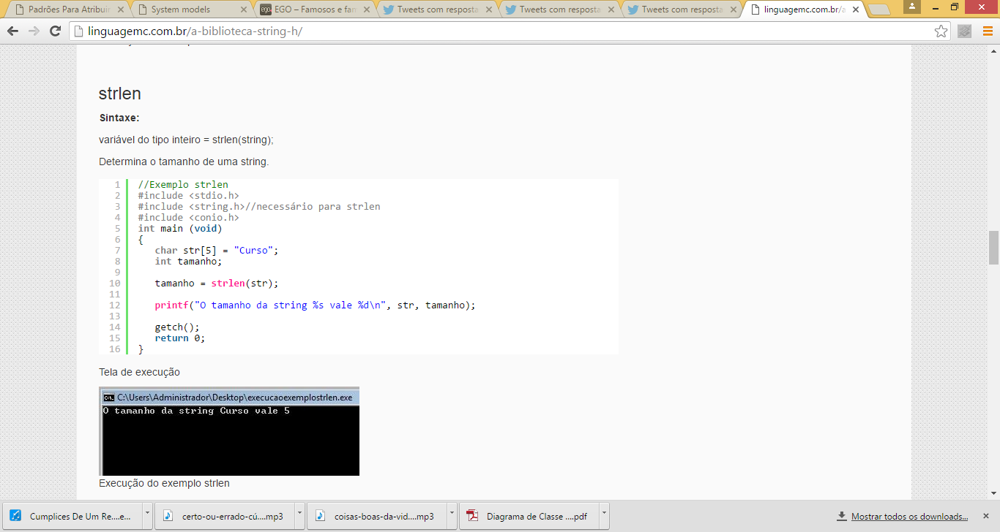 Padrões Para Atribuir
System models
EGO – Famosos e fam
Tweets com resposta
Tweets com resposta
Tweets com resposta
linguagemc.com.br/a
linguagemc.com.br/a-biblioteca-string-h/
strlen
Sintaxe:
variável do tipo inteiro = strlen(string);
Determina o tamanho de uma string.
1 //Exemplo strlen
2 #include <stdio.h>
3 #include <string.h>//necessário para strlen
4 #include <conio.h>
5 int main (void)
6 {
7 char str[5] = "Curso";
8 int tamanho;
9
10 tamanho = strlen(str);
11
12 printf("O tamanho da string %s vale %d\n", str, tamanho);
13
14 getch();
15 return 0;
16 }
Tela de execução
C:\Users\Administrador\Desktop\execucaoexemplostrlen.exe
O tamanho da string Curso vale 5
Execução do exemplo strlen
Cumplices De Um Re....e...
certo-ou-errado-cú....mp3
coisas-boas-da-vid....mp3
Diagrama de Classe ....pdf
Mostrar todos os downloads...